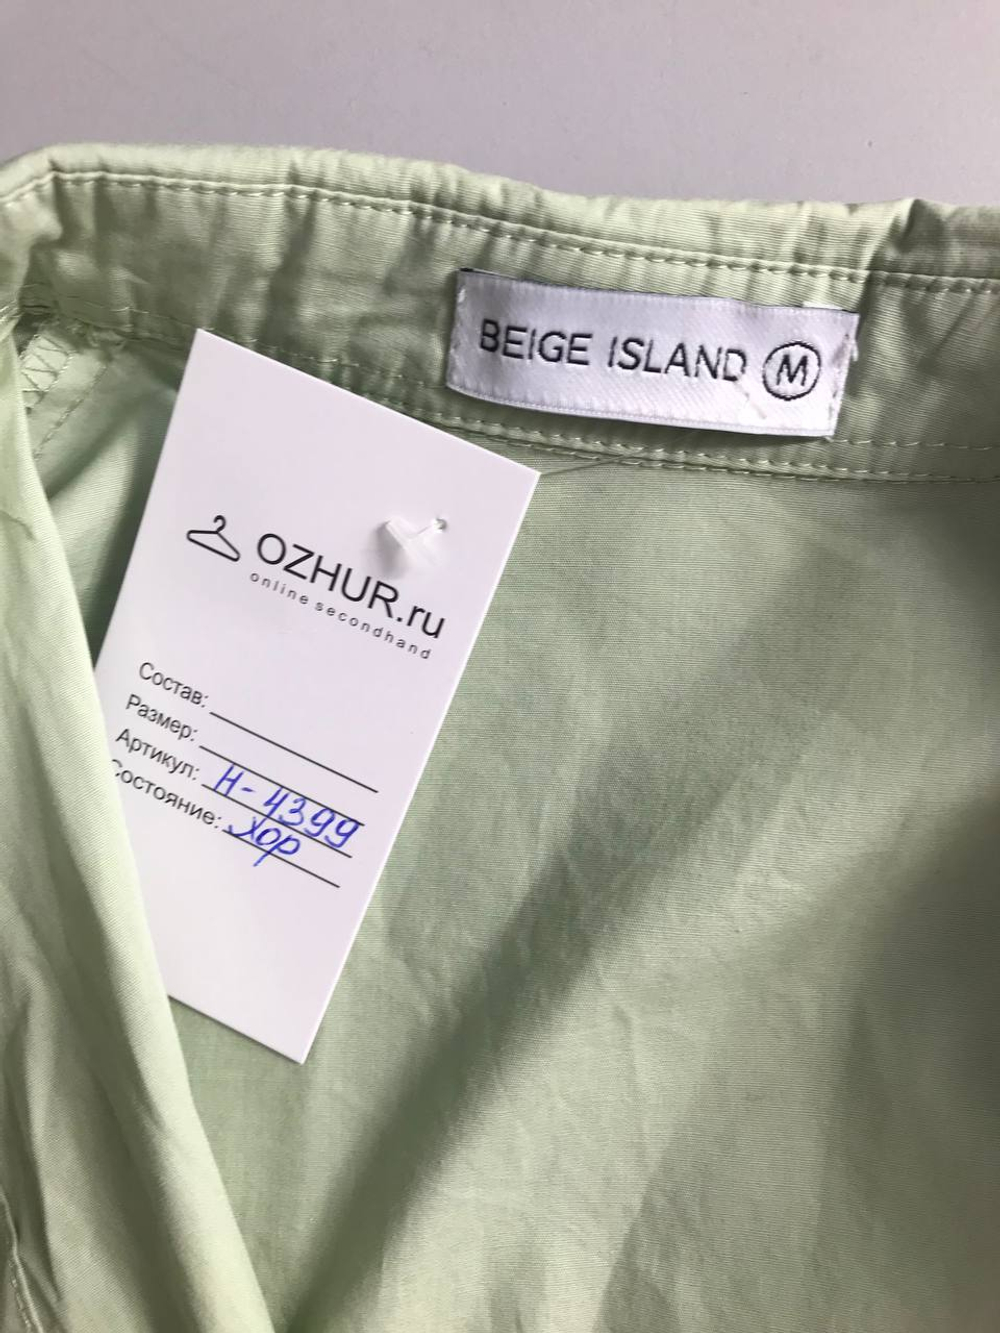 BEIGE ISLAND M
OZHUR.ru
online secondhand
Состав:
Размер:
Артикул: Н-4399
Состояние: хор